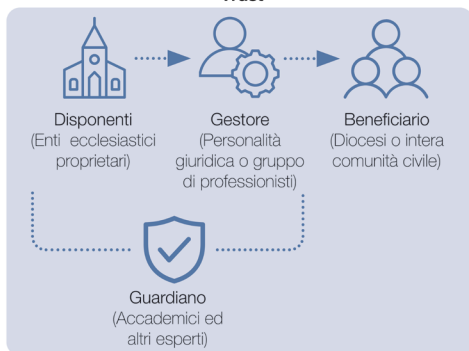 Disponenti
(Enti ecclesiastici
proprietari)
Gestore
(Personalità
giuridica o gruppo
di professionisti)
Beneficiario
(Diocesi o intera
comunità civile)
Guardiano
(Accademici ed
altri esperti)